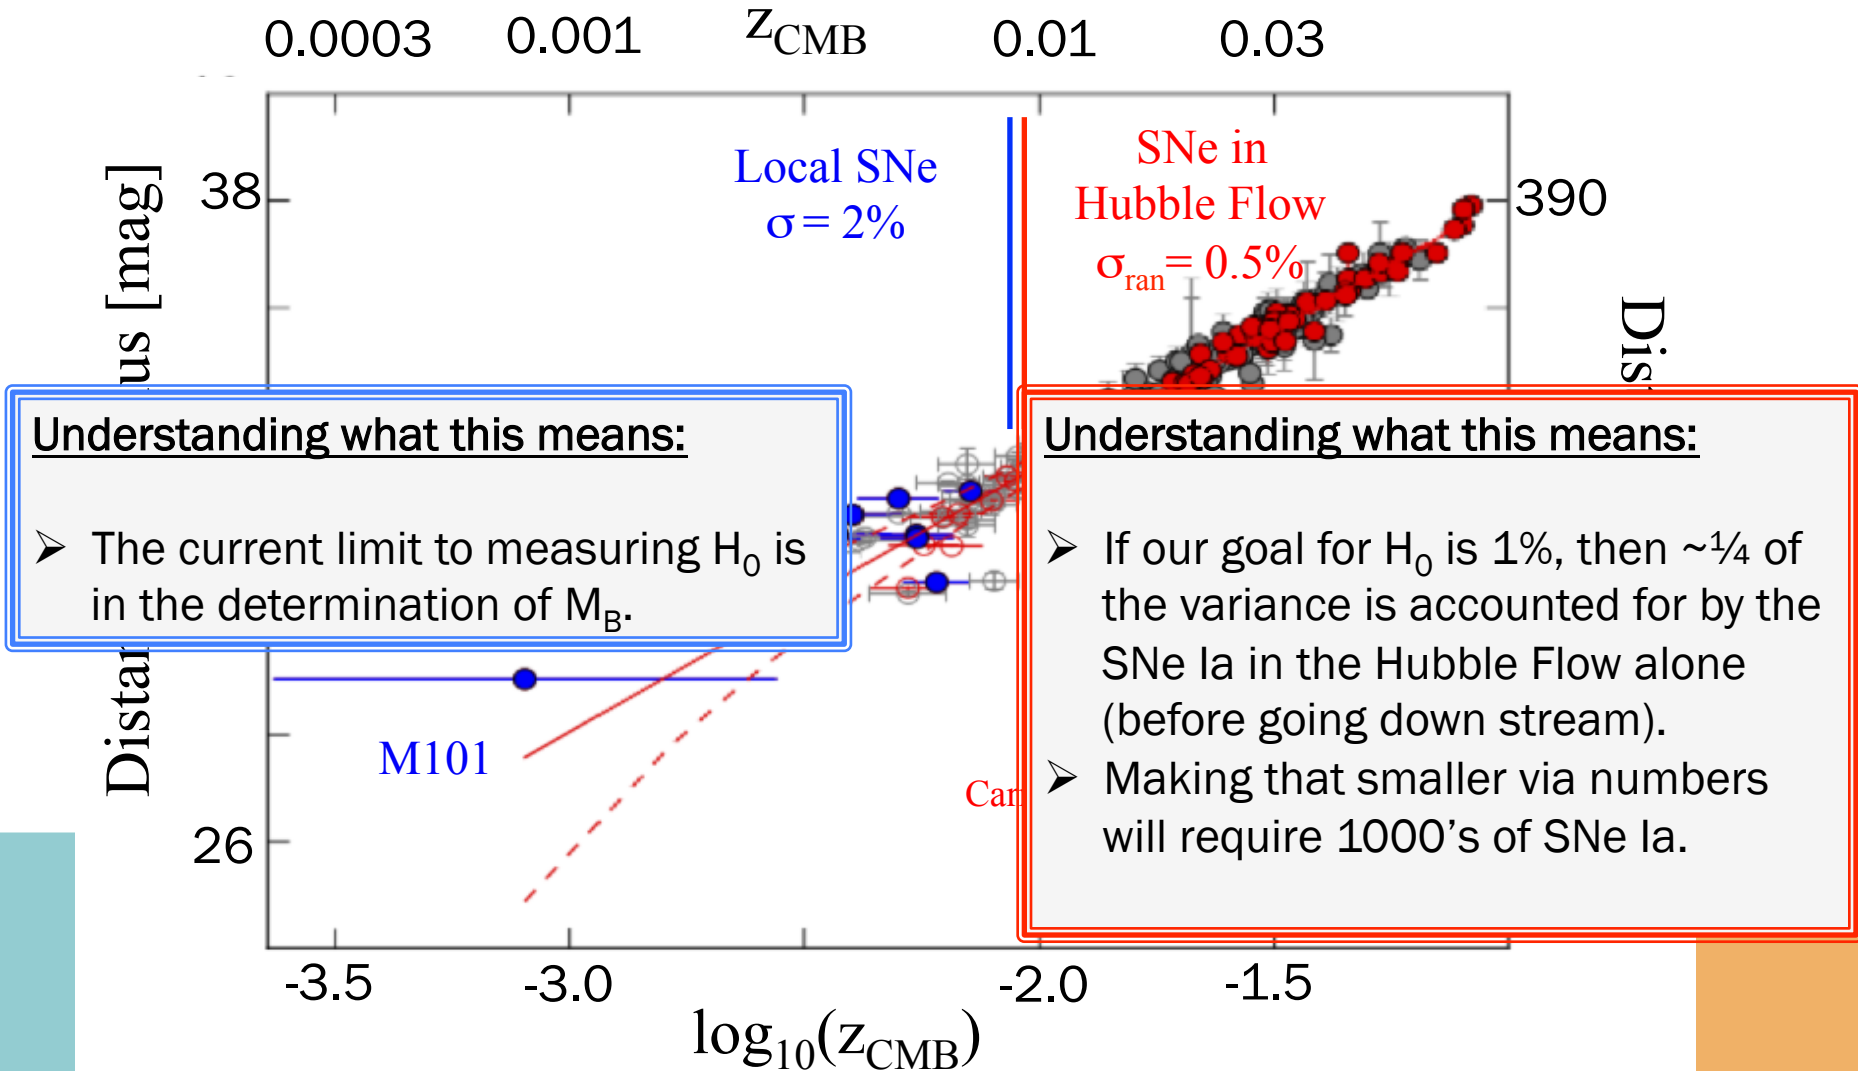 0.0003 0.001 zCMB 0.01 0.03
Local SNe
σ = 2%
SNe in
Hubble Flow
σran = 0.5%
38
390
[mag]
us
Distan
Dis
Understanding what this means:
➤ The current limit to measuring H0 is
in the determination of MB.
Understanding what this means:
➤ If our goal for H0 is 1%, then ~¼ of
the variance is accounted for by the
SNe Ia in the Hubble Flow alone
(before going down stream).
➤ Making that smaller via numbers
will require 1000’s of SNe Ia.
M101
Can
26
-3.5 -3.0 -2.0 -1.5
log10(zCMB)